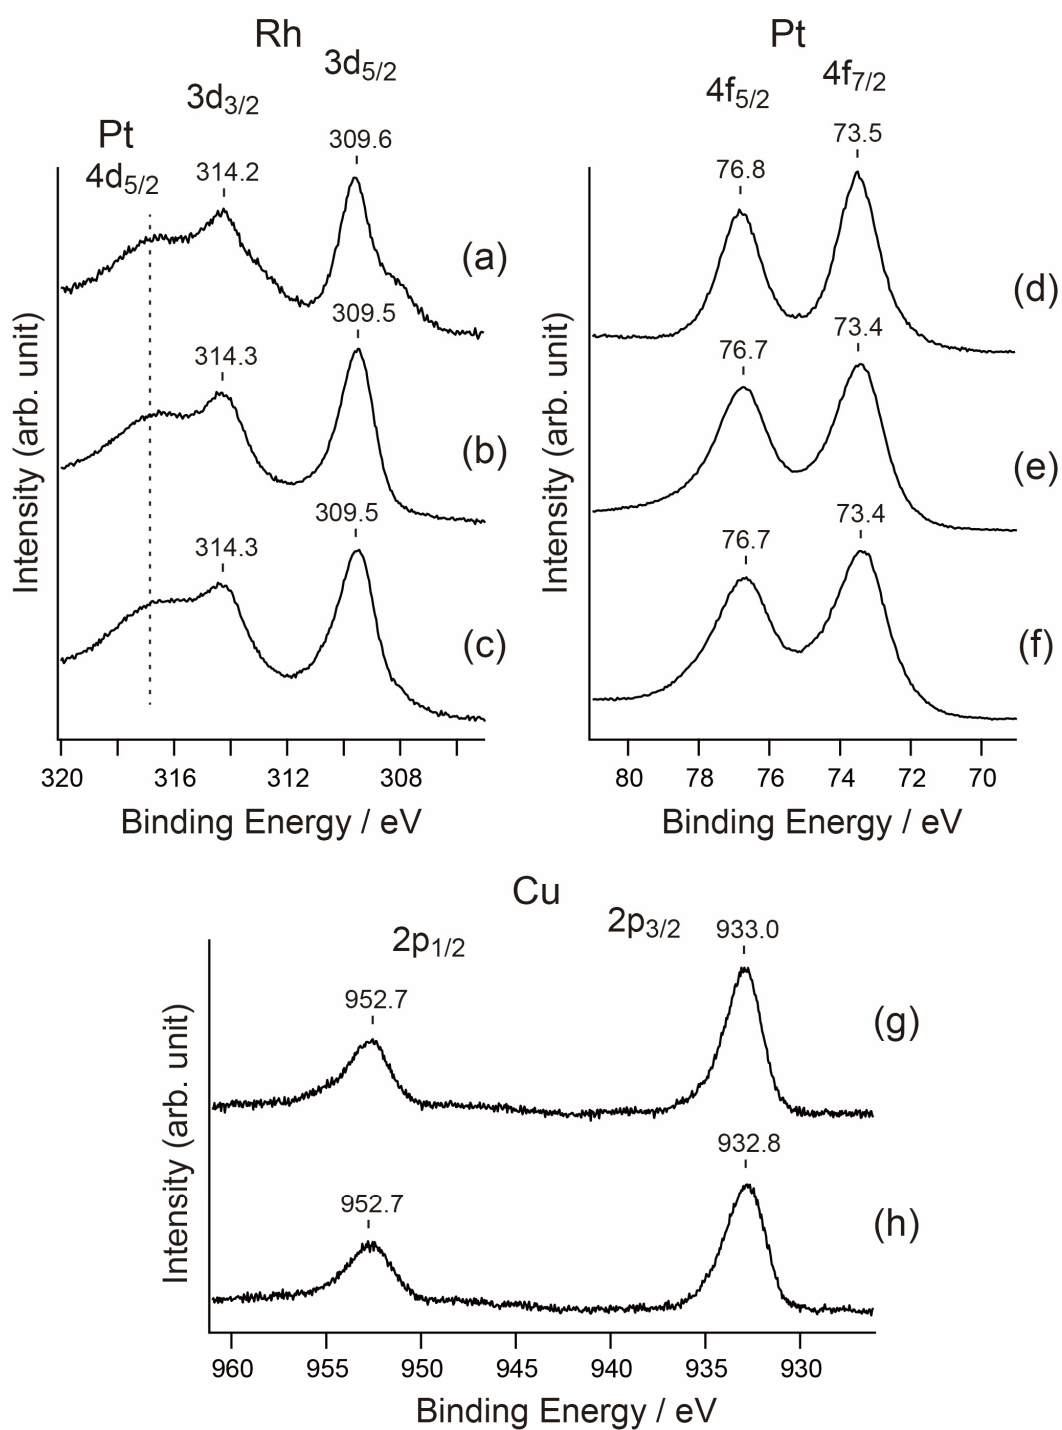 Rh
3d5/2
3d3/2
Pt
4d5/2
309.6
314.2
(a)
309.5
314.3
(b)
309.5
314.3
(c)
Intensity (arb. unit)
320 316 312 308
Binding Energy / eV
Pt
4f7/2
4f5/2
73.5
76.8
(d)
73.4
76.7
(e)
73.4
76.7
(f)
Intensity (arb. unit)
80 78 76 74 72 70
Binding Energy / eV
Cu
2p3/2
933.0
2p1/2
952.7
(g)
932.8
952.7
(h)
Intensity (arb. unit)
Intensity (arb. unit)
960 955 950 945 940 935 930
Binding Energy / eV